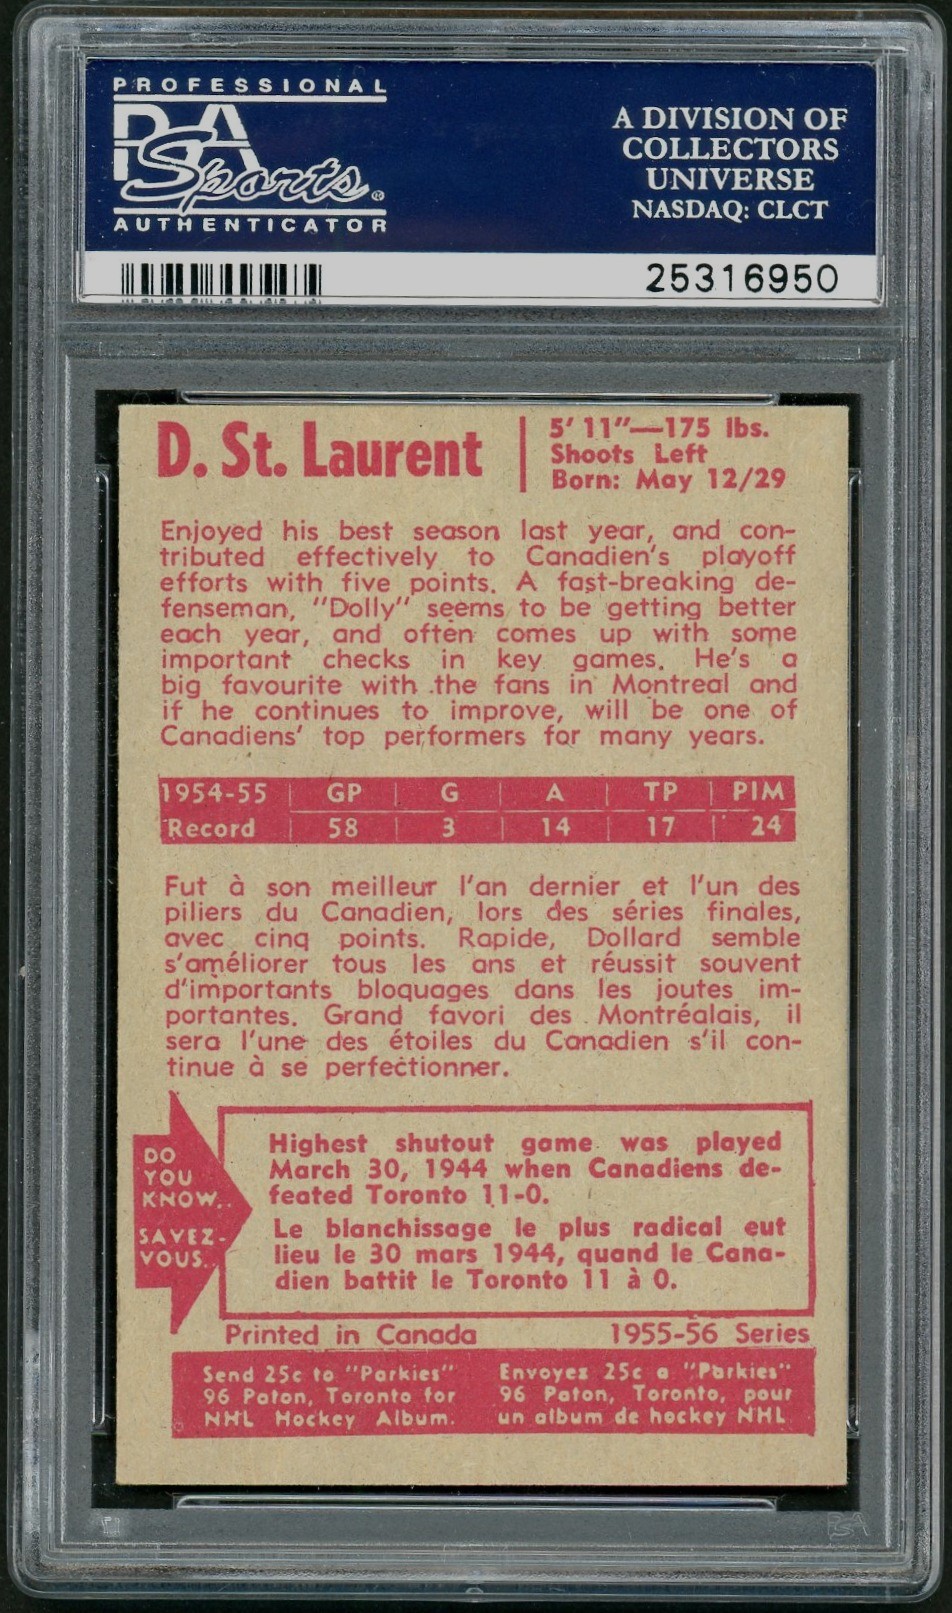 PROFESSIONAL
PSA
Sports®
AUTHENTICATOR
A DIVISION OF
COLLECTORS
UNIVERSE
NASDAQ: CLCT
25316950
D. St. Laurent
5' 11"—175 lbs.
Shoots Left
Born: May 12/29
Enjoyed his best season last year, and con-
tributed effectively to Canadien's playoff
efforts with five points. A fast-breaking de-
fenseman, "Dolly" seems to be getting better
each year, and often comes up with some
important checks in key games. He's a
big favourite with the fans in Montreal and
if he continues to improve, will be one of
Canadiens' top performers for many years.
1954-55 | GP | G | A | TP | PIM
Record | 58 | 3 | 14 | 17 | 24
Fut à son meilleur l'an dernier et l'un des
piliers du Canadien, lors des séries finales,
avec cinq points. Rapide, Dollard semble
s'améliorer tous les ans et réussit souvent
d'importants bloquages dans les joutes im-
portantes. Grand favori des Montréalais, il
sera l'une des étoiles du Canadien s'il con-
tinue à se perfectionner.
DO
YOU
KNOW..
SAVEZ-
VOUS..
Highest shutout game was played
March 30, 1944 when Canadiens de-
feated Toronto 11-0.
Le blanchissage le plus radical eut
lieu le 30 mars 1944, quand le Cana-
dien battit le Toronto 11 à 0.
Printed in Canada
1955-56 Series
Send 25c to "Parkies"
96 Paton, Toronto for
NHL Hockey Album.
Envoyez 25c a "Parkies"
96 Paton, Toronto, pour
un album de hockey NHL
PSA